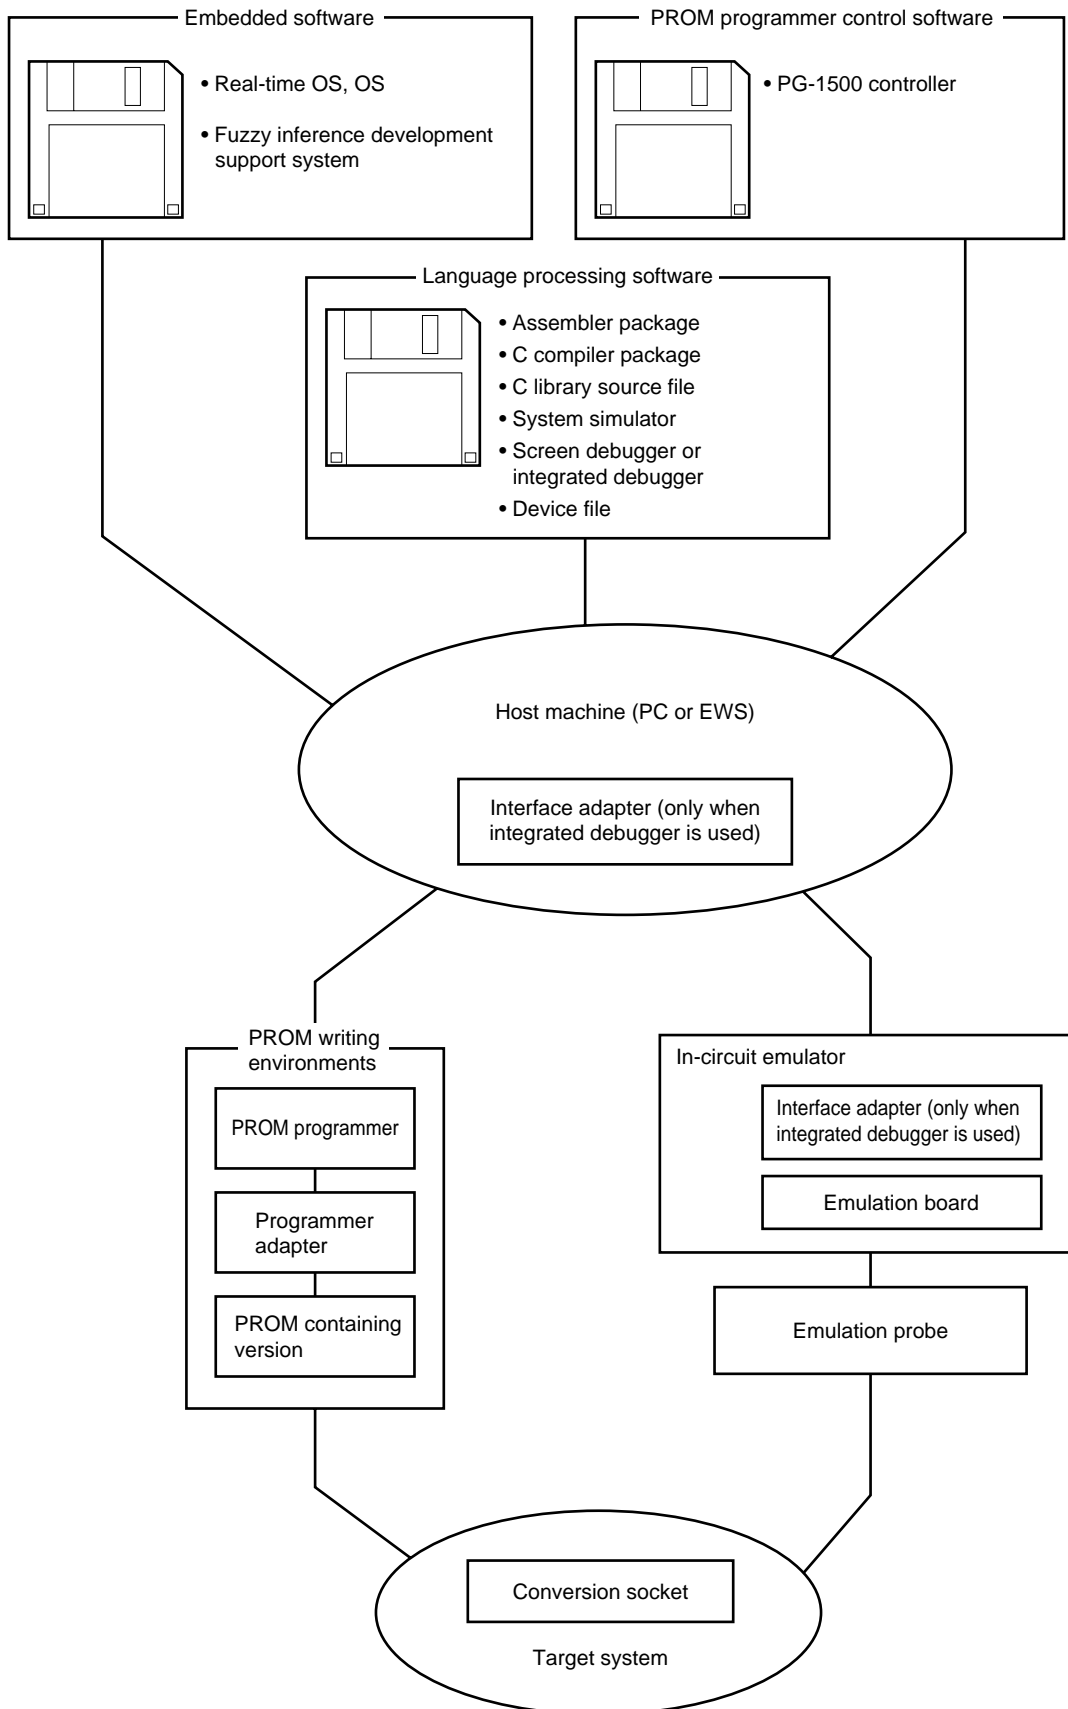 Embedded software
• Real-time OS, OS
• Fuzzy inference development
support system
PROM programmer control software
• PG-1500 controller
Language processing software
• Assembler package
• C compiler package
• C library source file
• System simulator
• Screen debugger or
integrated debugger
• Device file
Host machine (PC or EWS)
Interface adapter (only when
integrated debugger is used)
PROM writing
environments
PROM programmer
Programmer
adapter
PROM containing
version
In-circuit emulator
Interface adapter (only when
integrated debugger is used)
Emulation board
Emulation probe
Conversion socket
Target system